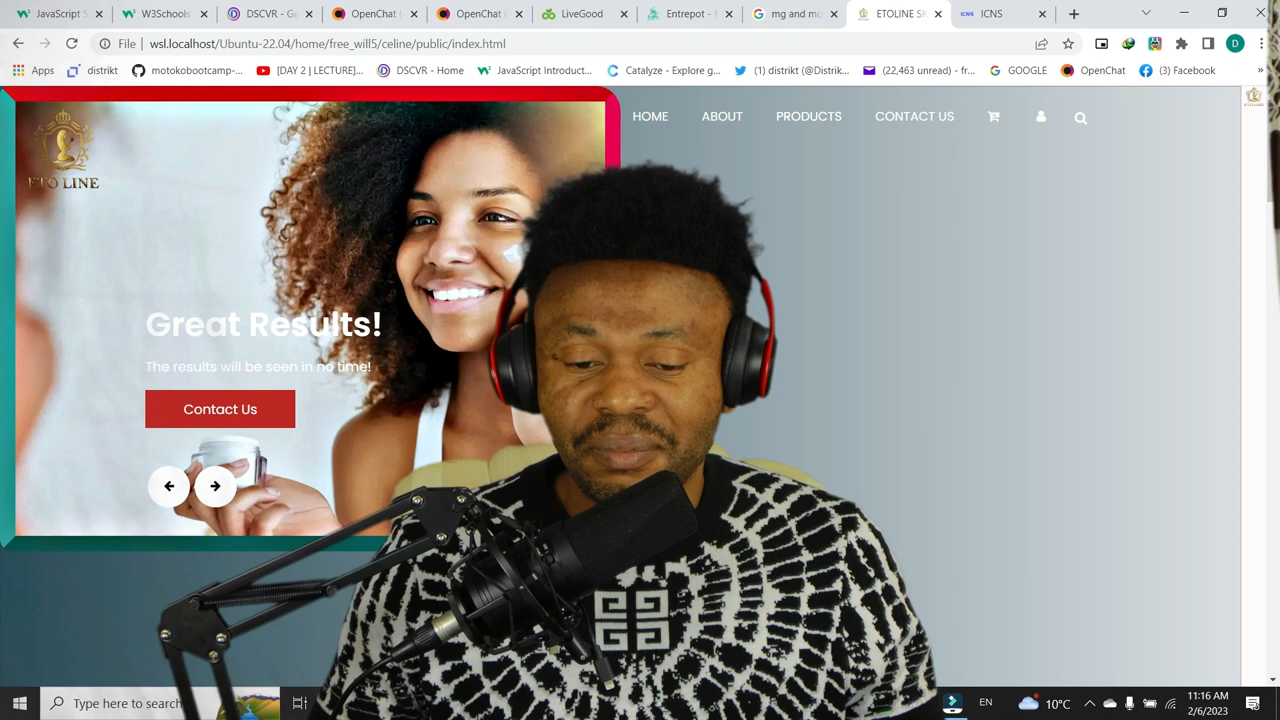 JavaScript S
W3Schools
DSCVR - Ge
OpenChat (
OpenChat (
LiveGood
Entrepot - I
mg and mc
ETOLINE SK
ICNS
File
wsl.localhost/Ubuntu-22.04/home/free_will5/celine/public/index.html
Apps
distrikt
motokobootcamp-...
[DAY 2 | LECTURE]...
DSCVR - Home
JavaScript Introduct...
Catalyze - Explore g...
(1) distrikt (@Distrik...
(22,463 unread) - fr...
GOOGLE
OpenChat
(3) Facebook
»
D
HOME
ABOUT
PRODUCTS
CONTACT US
ETO LINE
Great Results!
The results will be seen in no time!
Contact Us
Type here to search
EN
10°C
11:16 AM
2/6/2023